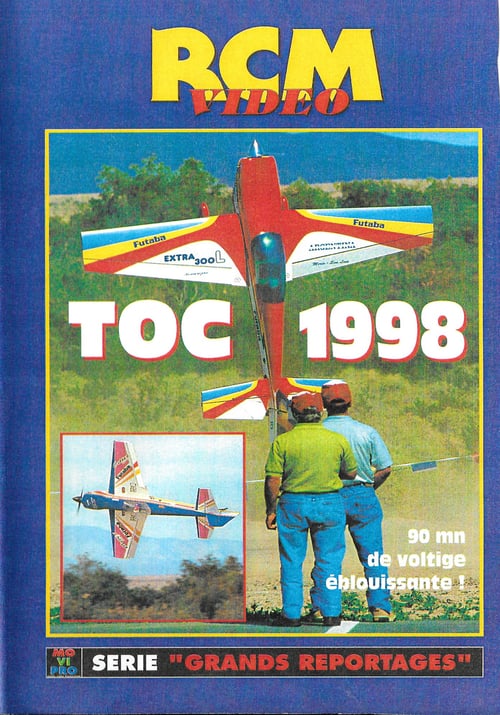 RCM
VIDEO
Futaba
Futaba
EXTRA 300L
ARGENTINA
TOC 1998
90 mn
de voltige
éblouissante !
MO
VI
PRO
SERIE "GRANDS REPORTAGES"